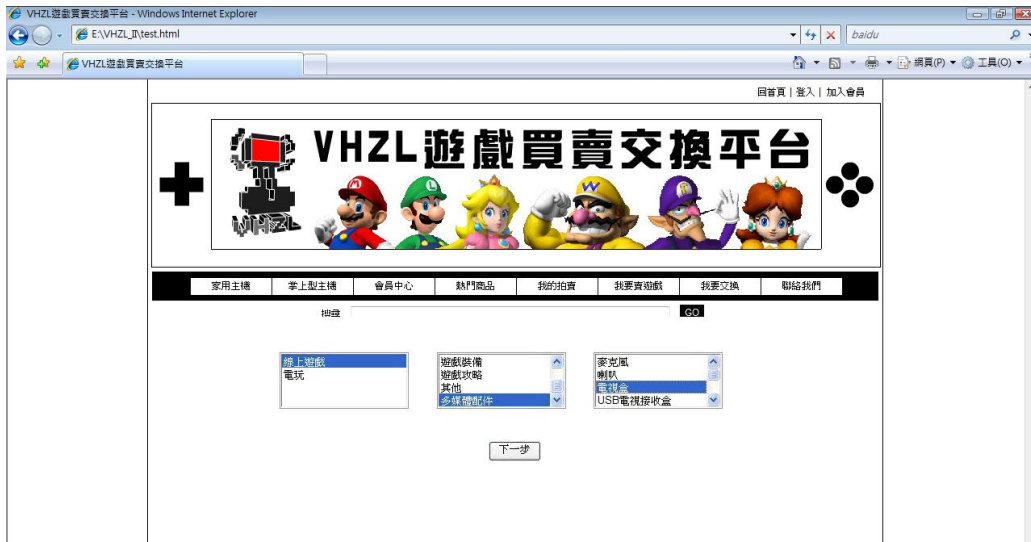 VHZL遊戲買賣交換平台 - Windows Internet Explorer
E:\VHZL_II\test.html
baidu
VHZL遊戲買賣交換平台
網頁(P) 工具(O)
回首頁 | 登入 | 加入會員
VHZL遊戲買賣交換平台
VHZL
家用主機 掌上型主機 會員中心 熱門商品 我的拍賣 我要賣遊戲 我要交換 聯絡我們
搜尋 GO
線上遊戲 遊戲裝備 麥克風
電玩 遊戲攻略 喇叭
其他 電視盒
多媒體配件 USB電視接收盒
下一步